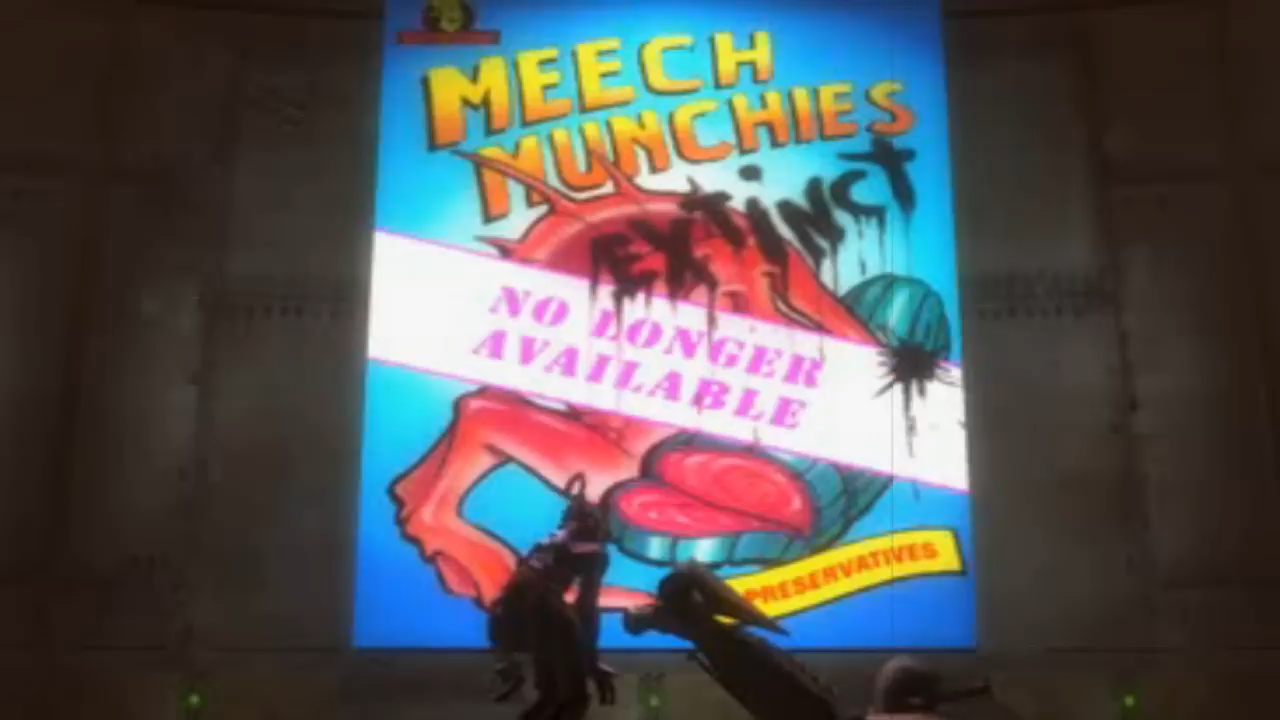 MEECH
MUNCHIES
EXTINCT
NO LONGER
AVAILABLE
PRESERVATIVES